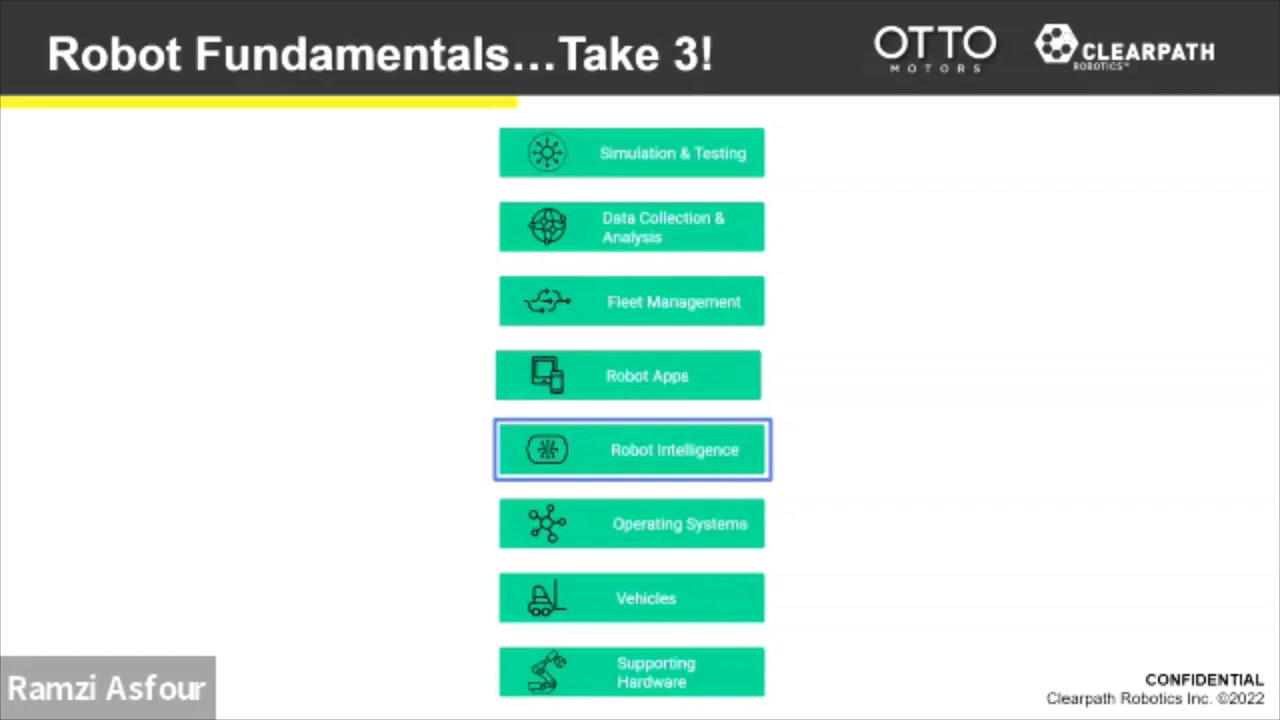 Robot Fundamentals...Take 3!
OTTO
MOTORS
CLEARPATH
ROBOTICS™
Simulation & Testing
Data Collection &
Analysis
Fleet Management
Robot Apps
Robot Intelligence
Operating Systems
Vehicles
Supporting
Hardware
Ramzi Asfour
CONFIDENTIAL
Clearpath Robotics Inc. ©2022